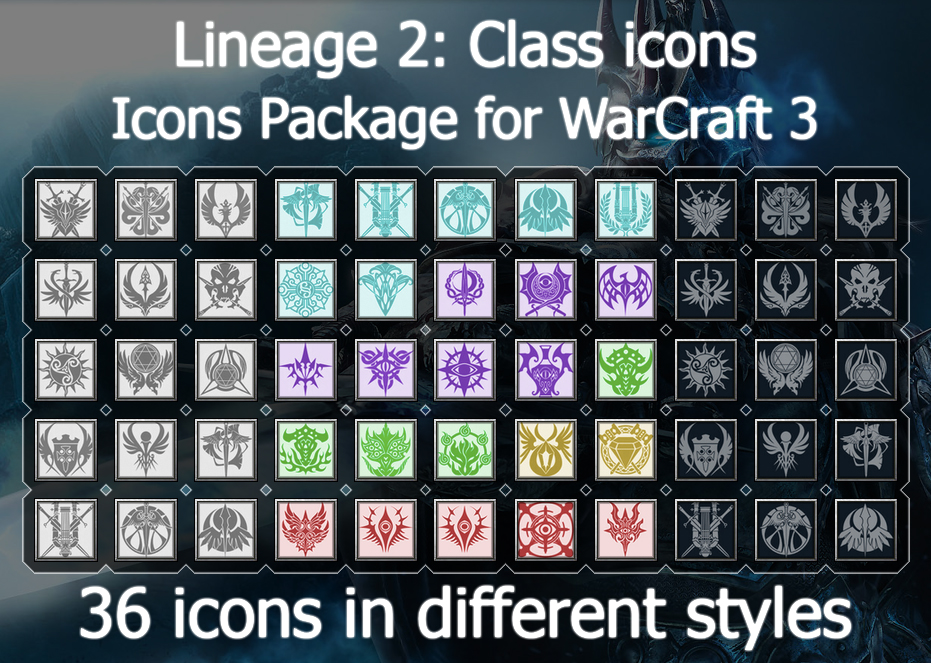 Lineage 2: Class icons
Icons Package for WarCraft 3
36 icons in different styles